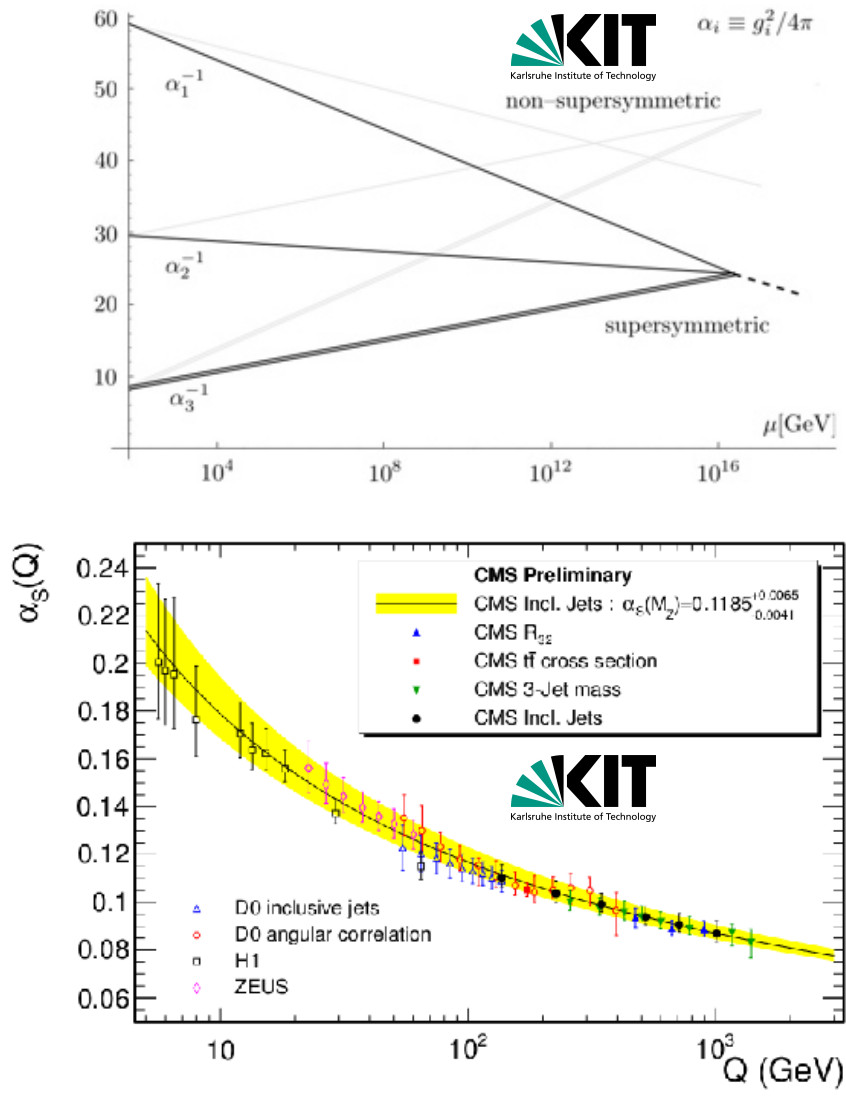 60
KIT
Karlsruhe Institute of Technology
αᵢ ≡ gᵢ²/4π
α₁⁻¹
50
non–supersymmetric
40
30
α₂⁻¹
20
supersymmetric
10
α₃⁻¹
μ[GeV]
10⁴ 10⁸ 10¹² 10¹⁶
αS(Q)
0.24
0.22
0.2
0.18
0.16
0.14
0.12
0.1
0.08
0.06
CMS Preliminary
CMS Incl. Jets : αS(MZ)=0.1185+0.0065-0.0041
CMS R32
CMS tt̅ cross section
CMS 3-Jet mass
CMS Incl. Jets
KIT
Karlsruhe Institute of Technology
D0 inclusive jets
D0 angular correlation
H1
ZEUS
10 10² 10³
Q (GeV)